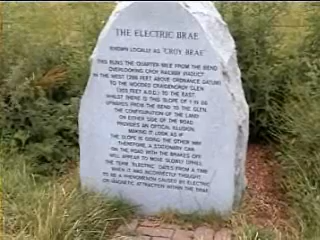 THE ELECTRIC BRAE
KNOWN LOCALLY AS 'CROY BRAE'
THIS RUNS THE QUARTER MILE FROM THE BEND
OVERLOOKING CROY RAILWAY VIADUCT
IN THE WEST (286 FEET ABOVE ORDNANCE DATUM)
TO THE WOODED CRAIGENCROY GLEN
(303 FEET A.O.D.) TO THE EAST.
WHILST THERE IS THIS SLOPE OF 1 IN 86
UPWARDS FROM THE BEND TO THE GLEN,
THE CONFIGURATION OF THE LAND
ON EITHER SIDE OF THE ROAD
PROVIDES AN OPTICAL ILLUSION
MAKING IT LOOK AS IF
THE SLOPE IS GOING THE OTHER WAY.
THEREFORE, A STATIONARY CAR
ON THE ROAD WITH THE BRAKES OFF
WILL APPEAR TO MOVE SLOWLY UPHILL.
THE TERM 'ELECTRIC' DATES FROM A TIME
WHEN IT WAS INCORRECTLY THOUGHT
TO BE A PHENOMENON CAUSED BY ELECTRIC
OR MAGNETIC ATTRACTION WITHIN THE BRAE.